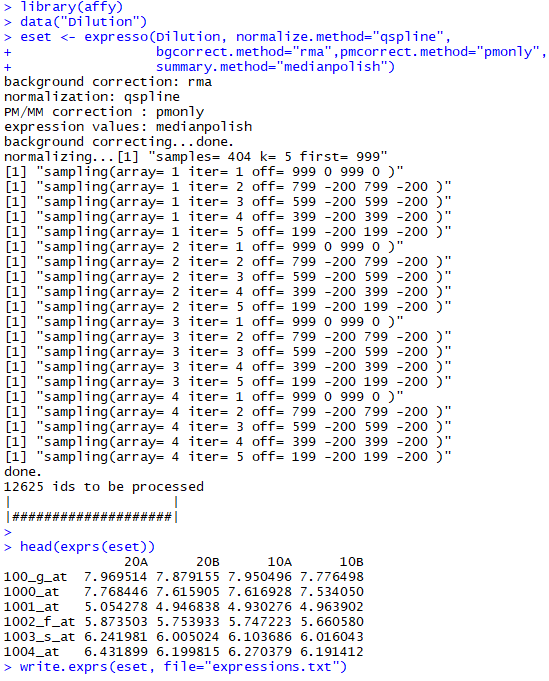 > library(affy)
> data("Dilution")
> eset <- expresso(Dilution, normalize.method="qspline",
+                  bgcorrect.method="rma",pmcorrect.method="pmonly",
+                  summary.method="medianpolish")
background correction: rma
normalization: qspline
PM/MM correction : pmonly
expression values: medianpolish
background correcting...done.
normalizing...[1] "samples= 404 k= 5 first= 999"
[1] "sampling(array= 1 iter= 1 off= 999 0 999 0 )"
[1] "sampling(array= 1 iter= 2 off= 799 -200 799 -200 )"
[1] "sampling(array= 1 iter= 3 off= 599 -200 599 -200 )"
[1] "sampling(array= 1 iter= 4 off= 399 -200 399 -200 )"
[1] "sampling(array= 1 iter= 5 off= 199 -200 199 -200 )"
[1] "sampling(array= 2 iter= 1 off= 999 0 999 0 )"
[1] "sampling(array= 2 iter= 2 off= 799 -200 799 -200 )"
[1] "sampling(array= 2 iter= 3 off= 599 -200 599 -200 )"
[1] "sampling(array= 2 iter= 4 off= 399 -200 399 -200 )"
[1] "sampling(array= 2 iter= 5 off= 199 -200 199 -200 )"
[1] "sampling(array= 3 iter= 1 off= 999 0 999 0 )"
[1] "sampling(array= 3 iter= 2 off= 799 -200 799 -200 )"
[1] "sampling(array= 3 iter= 3 off= 599 -200 599 -200 )"
[1] "sampling(array= 3 iter= 4 off= 399 -200 399 -200 )"
[1] "sampling(array= 3 iter= 5 off= 199 -200 199 -200 )"
[1] "sampling(array= 4 iter= 1 off= 999 0 999 0 )"
[1] "sampling(array= 4 iter= 2 off= 799 -200 799 -200 )"
[1] "sampling(array= 4 iter= 3 off= 599 -200 599 -200 )"
[1] "sampling(array= 4 iter= 4 off= 399 -200 399 -200 )"
[1] "sampling(array= 4 iter= 5 off= 199 -200 199 -200 )"
done.
12625 ids to be processed
|                    |
|####################|
>
> head(exprs(eset))
               20A      20B      10A      10B
100_g_at  7.969514 7.879155 7.950496 7.776498
1000_at   7.768446 7.615905 7.616928 7.534050
1001_at   5.054278 4.946838 4.930276 4.963902
1002_f_at 5.873503 5.753933 5.747223 5.660580
1003_s_at 6.241981 6.005024 6.103686 6.016043
1004_at   6.431899 6.199815 6.270379 6.191412
> write.exprs(eset, file="expressions.txt")